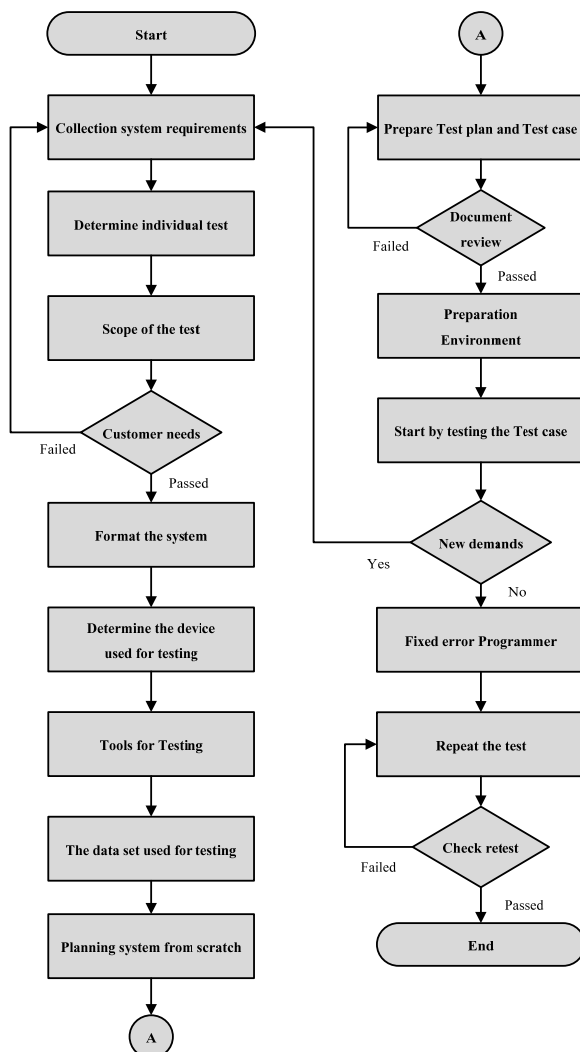 Start
Collection system requirements
Determine individual test
Scope of the test
Customer needs
Failed
Passed
Format the system
Determine the device
used for testing
Tools for Testing
The data set used for testing
Planning system from scratch
A
A
Prepare Test plan and Test case
Document
review
Failed
Passed
Preparation
Environment
Start by testing the Test case
New demands
Yes
No
Fixed error Programmer
Repeat the test
Check retest
Failed
Passed
End